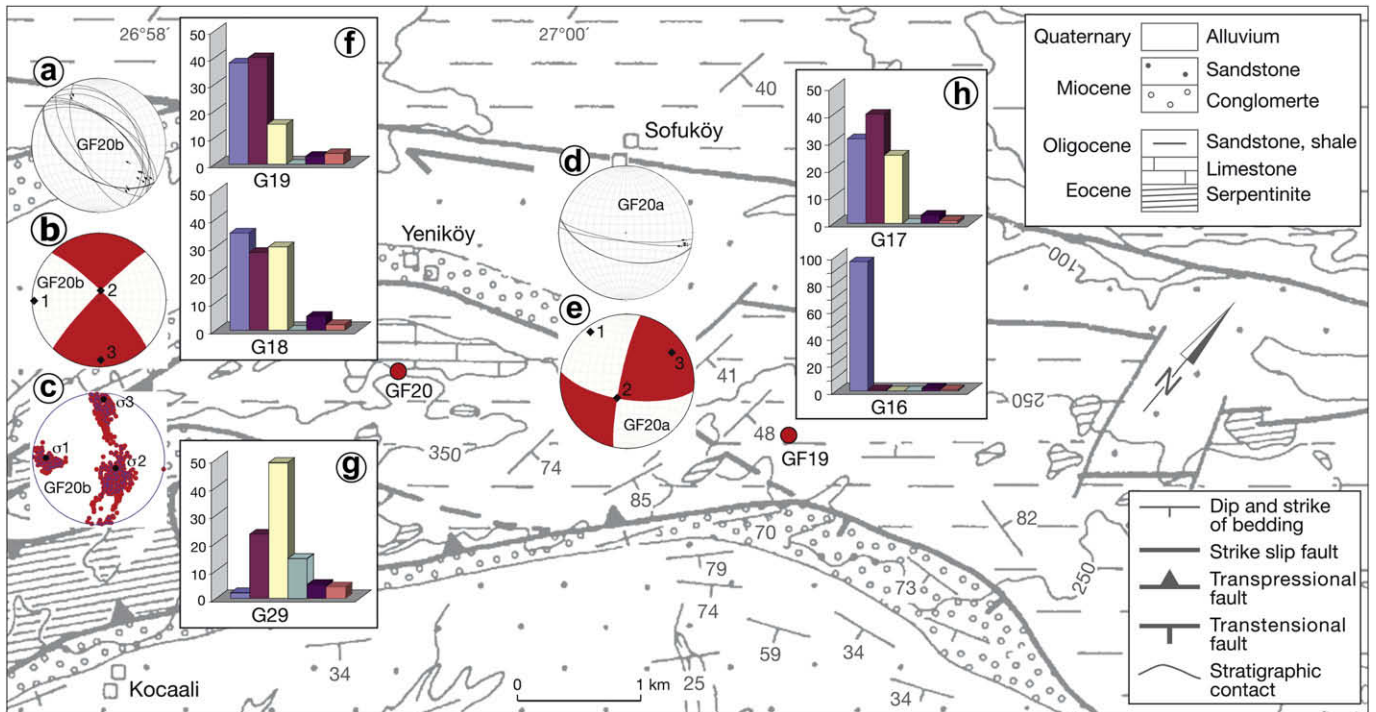 26°58´
27°00´
a
GF20b
b
GF20b
1
2
3
c
σ3
σ1
σ2
GF20b
f
50
40
30
20
10
0
G19
50
40
30
20
10
0
G18
g
50
40
30
20
10
0
G29
Yeniköy
Sofuköy
Kocaali
d
GF20a
e
1
3
2
GF20a
GF20
GF19
h
50
40
30
20
10
0
G17
100
80
60
40
20
0
G16
40
41
48
350
74
85
70
79
74
59
34
73
82
250
250
100
34
25
34
34
N
0 1 km
Quaternary Alluvium
Miocene
Sandstone
Conglomerte
Oligocene Sandstone, shale
Limestone
Eocene Serpentinite
Dip and strike
of bedding
Strike slip fault
Transpressional
fault
Transtensional
fault
Stratigraphic
contact